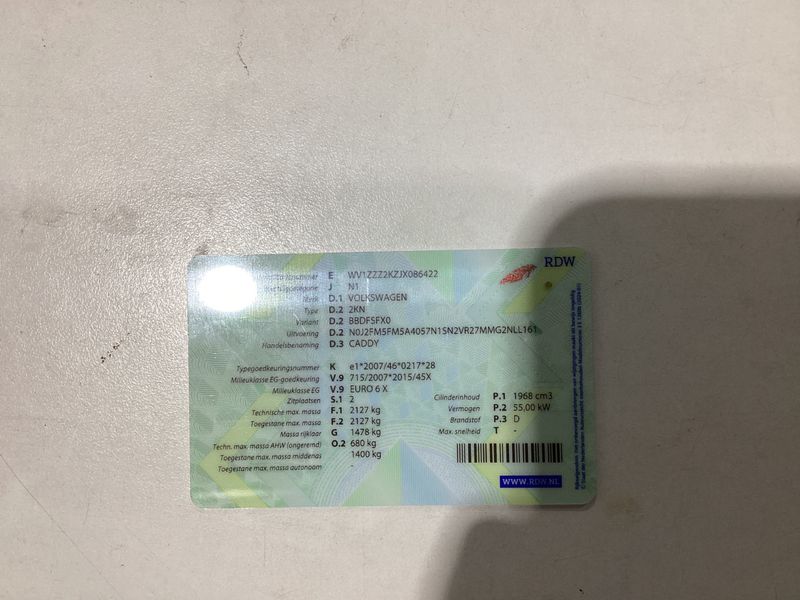 RDW
E WV1ZZZ2KZJX086422
J N1
Merk D.1 VOLKSWAGEN
Type D.2 2KN
Variant D.2 BBDFSFX0
Uitvoering D.2 N0J2FM5FM5A4057N1SN2VR27MMG2NLL161
Handelsbenaming D.3 CADDY
Typegoedkeuringsnummer K e1*2007/46*0217*28
Milieuklasse EG-goedkeuring V.9 715/2007*2015/45X
Milieuklasse EG V.9 EURO 6 X
Zitplaatsen S.1 2
Technische max. massa F.1 2127 kg
Toegestane max. massa F.2 2127 kg
Massa rijklaar G 1478 kg
Techn. max. massa AHW (ongeremd) O.2 680 kg
Toegestane max. massa middenas 1400 kg
Toegestane max. massa autonoom -
Cilinderinhoud P.1 1968 cm3
Vermogen P.2 55,00 kW
Brandstof P.3 D
Max. snelheid T -
WWW.RDW.NL